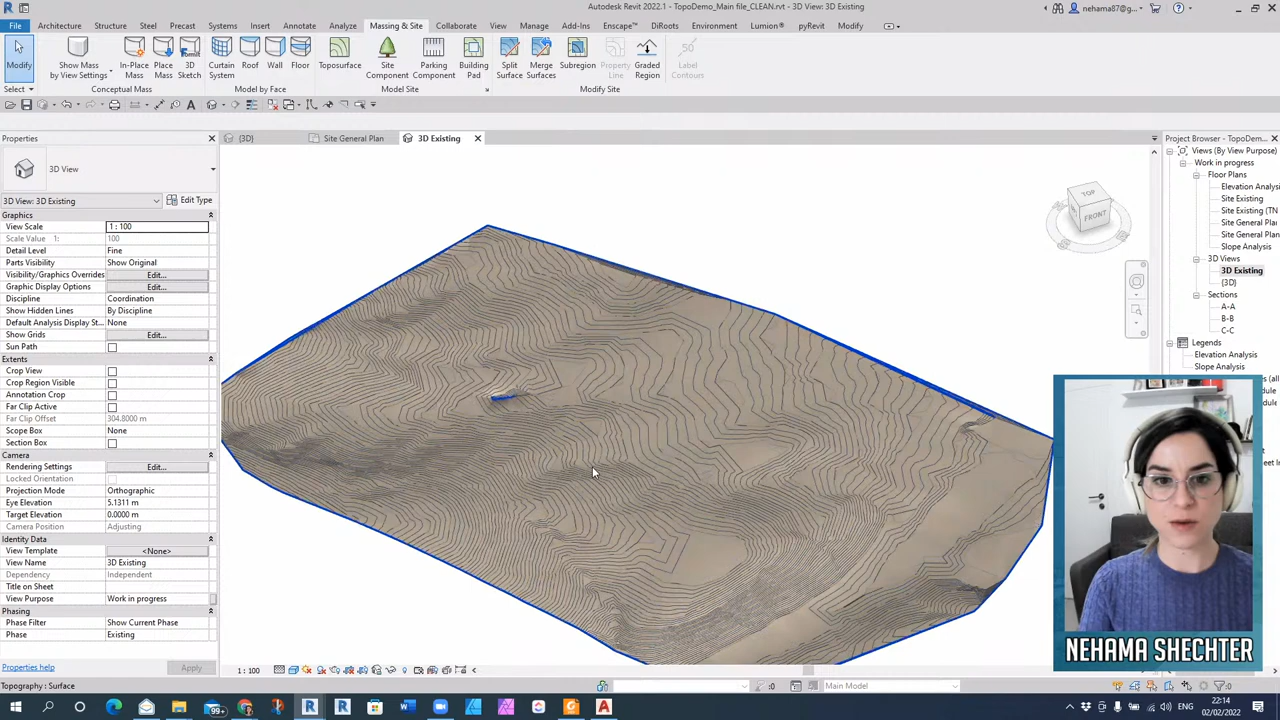 Autodesk Revit 2022.1 - TopoDemo_Main file_CLEAN.rvt - 3D View: 3D Existing
nehama87@g...
File Architecture Structure Steel Precast Systems Insert Annotate Analyze Massing & Site Collaborate View Manage Add-Ins Enscape™ DiRoots Environment Lumion® pyRevit Modify
Modify
Show Mass by View Settings
In-Place Mass
Place Mass
3D Sketch
Curtain System
Roof
Wall
Floor
Toposurface
Site Component
Parking Component
Building Pad
Split Surface
Merge Surfaces
Subregion
Property Line
Graded Region
Label Contours
Select
Conceptual Mass
Model by Face
Model Site
Modify Site
Properties
{3D}
Site General Plan
3D Existing
Project Browser - TopoDem...
3D View
3D View: 3D Existing
Edit Type
Graphics
View Scale 1 : 100
Scale Value 1: 100
Detail Level Fine
Parts Visibility Show Original
Visibility/Graphics Overrides Edit...
Graphic Display Options Edit...
Discipline Coordination
Show Hidden Lines By Discipline
Default Analysis Display St... None
Show Grids Edit...
Sun Path
Extents
Crop View
Crop Region Visible
Annotation Crop
Far Clip Active
Far Clip Offset 304.8000 m
Scope Box None
Section Box
Camera
Rendering Settings Edit...
Locked Orientation
Projection Mode Orthographic
Eye Elevation 5.1311 m
Target Elevation 0.0000 m
Camera Position Adjusting
Identity Data
View Template <None>
View Name 3D Existing
Dependency Independent
Title on Sheet
View Purpose Work in progress
Phasing
Phase Filter Show Current Phase
Phase Existing
Properties help
Apply
TOP
FRONT
Views (By View Purpose)
Work in progress
Floor Plans
Elevation Analysi
Site Existing
Site Existing (TN
Site General Plan
Site General Plan
Slope Analysis
3D Views
3D Existing
{3D}
Sections
A-A
B-B
C-C
Legends
Elevation Analysis
Slope Analysis
NEHAMA SHECHTER
1 : 100
Topography : Surface
:0
Main Model
:0
99+
ENG
22:14
02/02/2022